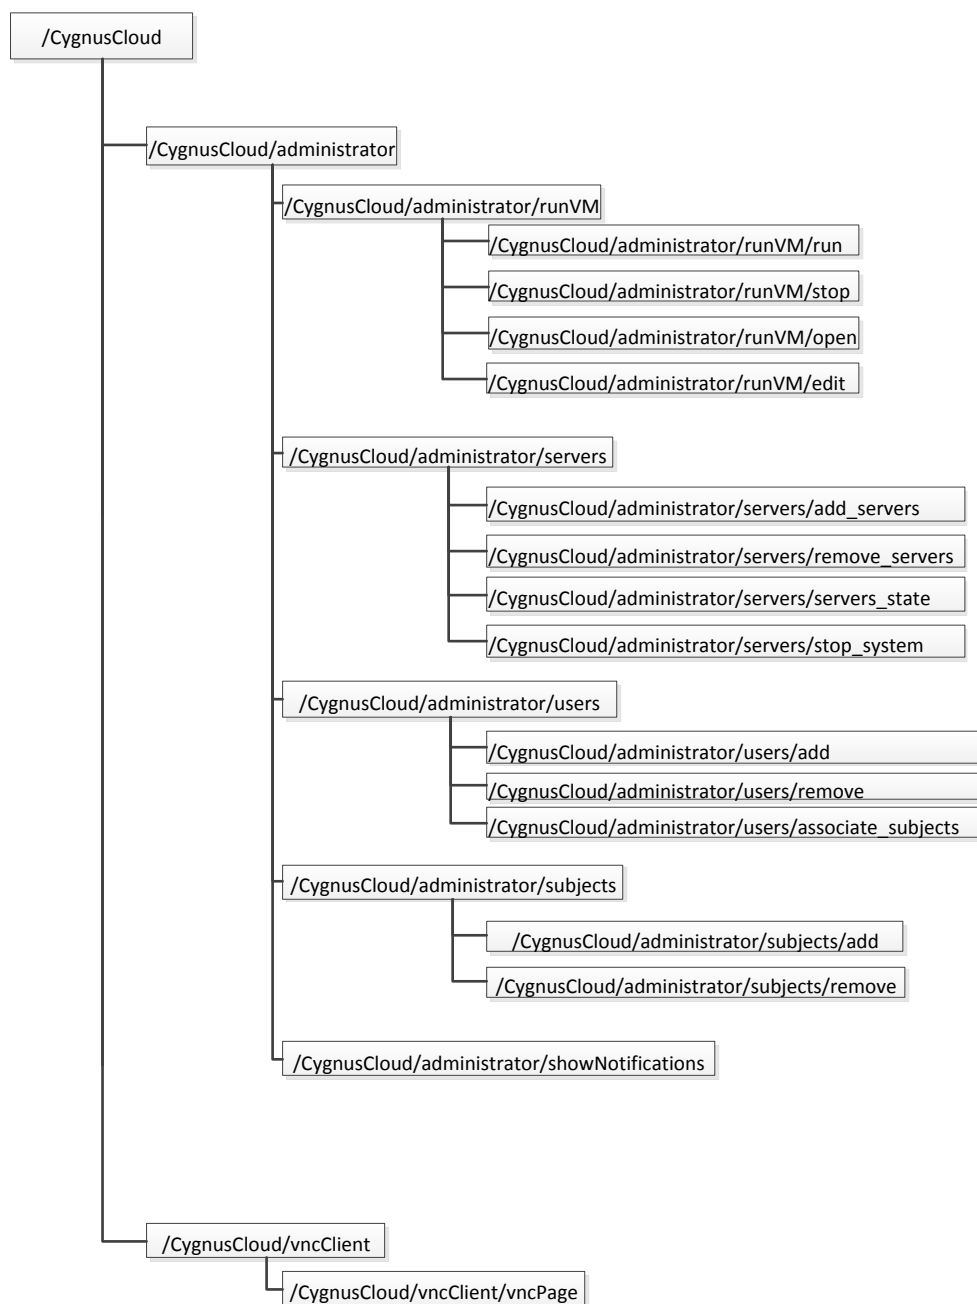 /CygnusCloud
/CygnusCloud/administrator
/CygnusCloud/administrator/runVM
/CygnusCloud/administrator/runVM/run
/CygnusCloud/administrator/runVM/stop
/CygnusCloud/administrator/runVM/open
/CygnusCloud/administrator/runVM/edit
/CygnusCloud/administrator/servers
/CygnusCloud/administrator/servers/add_servers
/CygnusCloud/administrator/servers/remove_servers
/CygnusCloud/administrator/servers/servers_state
/CygnusCloud/administrator/servers/stop_system
/CygnusCloud/administrator/users
/CygnusCloud/administrator/users/add
/CygnusCloud/administrator/users/remove
/CygnusCloud/administrator/users/associate_subjects
/CygnusCloud/administrator/subjects
/CygnusCloud/administrator/subjects/add
/CygnusCloud/administrator/subjects/remove
/CygnusCloud/administrator/showNotifications
/CygnusCloud/vncClient
/CygnusCloud/vncClient/vncPage